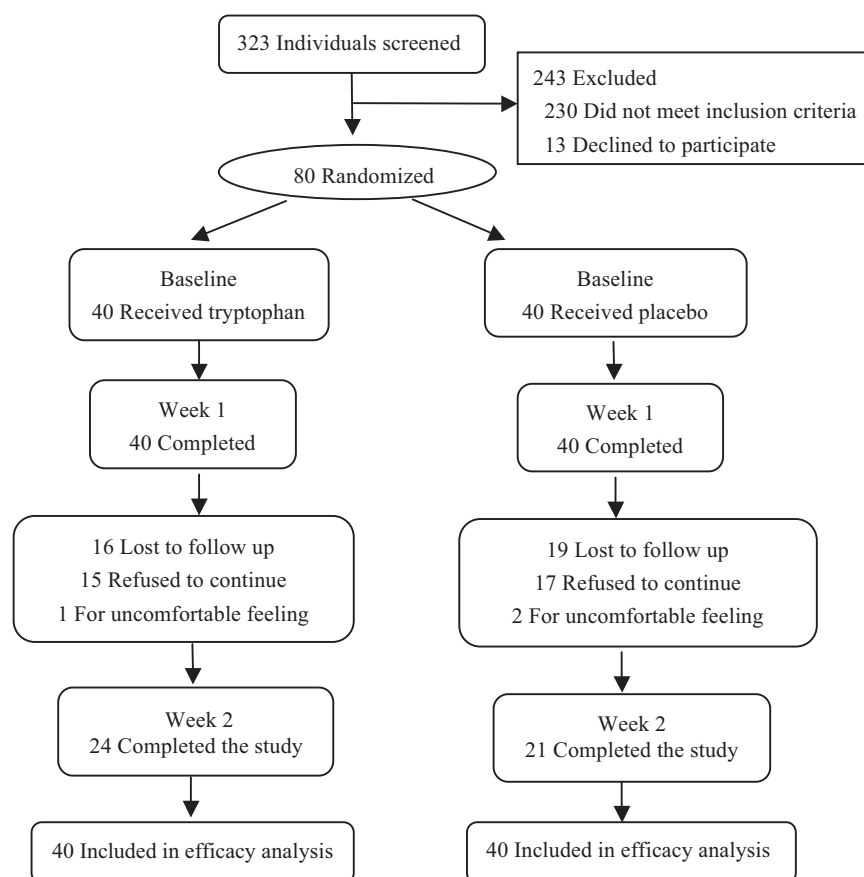 323 Individuals screened
243 Excluded
230 Did not meet inclusion criteria
13 Declined to participate
80 Randomized
Baseline
40 Received tryptophan
Baseline
40 Received placebo
Week 1
40 Completed
Week 1
40 Completed
16 Lost to follow up
15 Refused to continue
1 For uncomfortable feeling
19 Lost to follow up
17 Refused to continue
2 For uncomfortable feeling
Week 2
24 Completed the study
Week 2
21 Completed the study
40 Included in efficacy analysis
40 Included in efficacy analysis